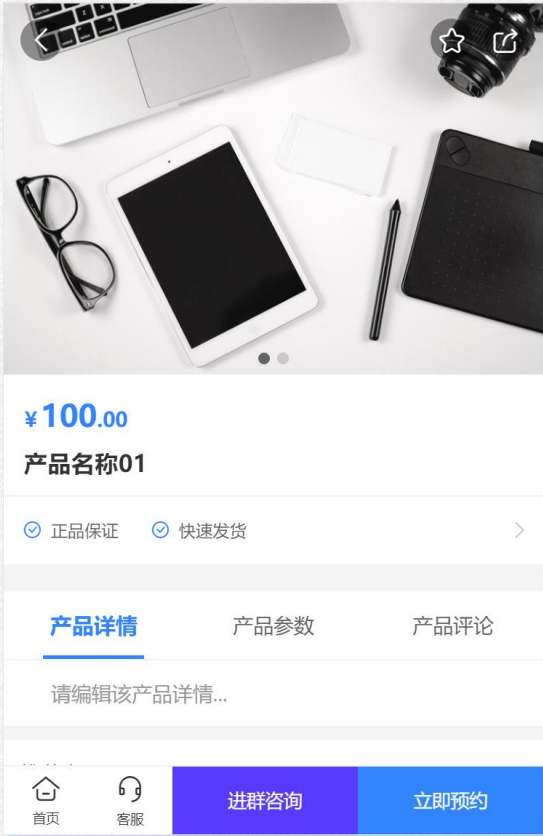 ¥100.00
产品名称01
正品保证 快速发货
产品详情 产品参数 产品评论
请编辑该产品详情...
首页 客服 进群咨询 立即预约